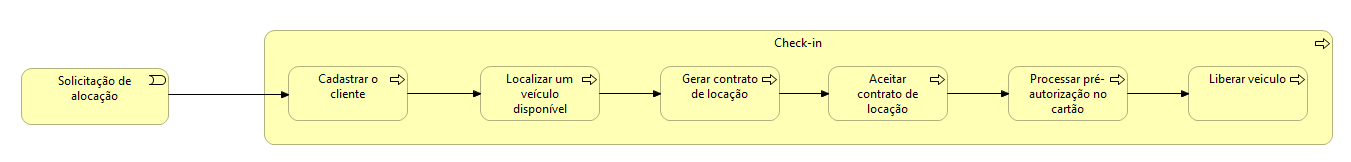 Check-in
Solicitação de
alocação
Cadastrar o
cliente
Localizar um
veículo
disponível
Gerar contrato
de locação
Aceitar
contrato de
locação
Processar pré-
autorização no
cartão
Liberar veiculo